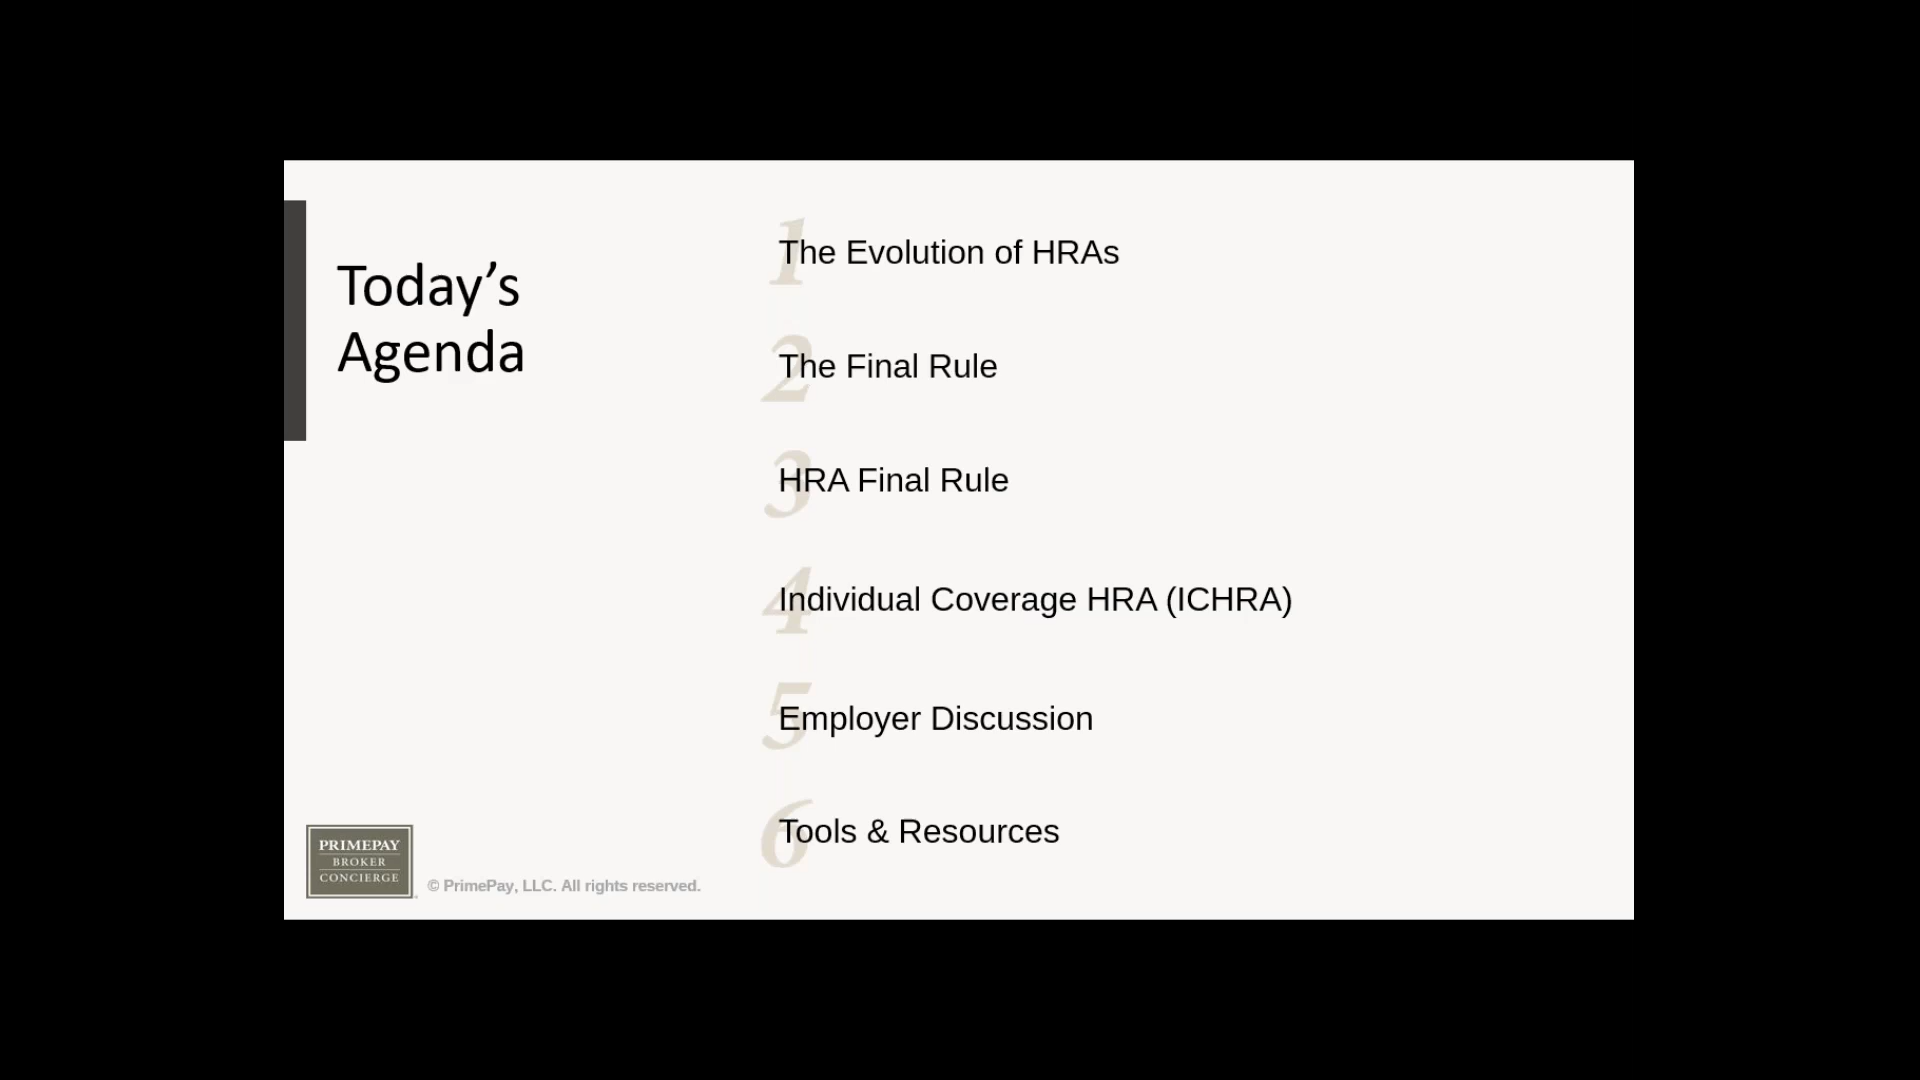 Today’s
Agenda
1 The Evolution of HRAs
2 The Final Rule
3 HRA Final Rule
4 Individual Coverage HRA (ICHRA)
5 Employer Discussion
6 Tools & Resources
PRIMEPAY
BROKER
CONCIERGE
© PrimePay, LLC. All rights reserved.